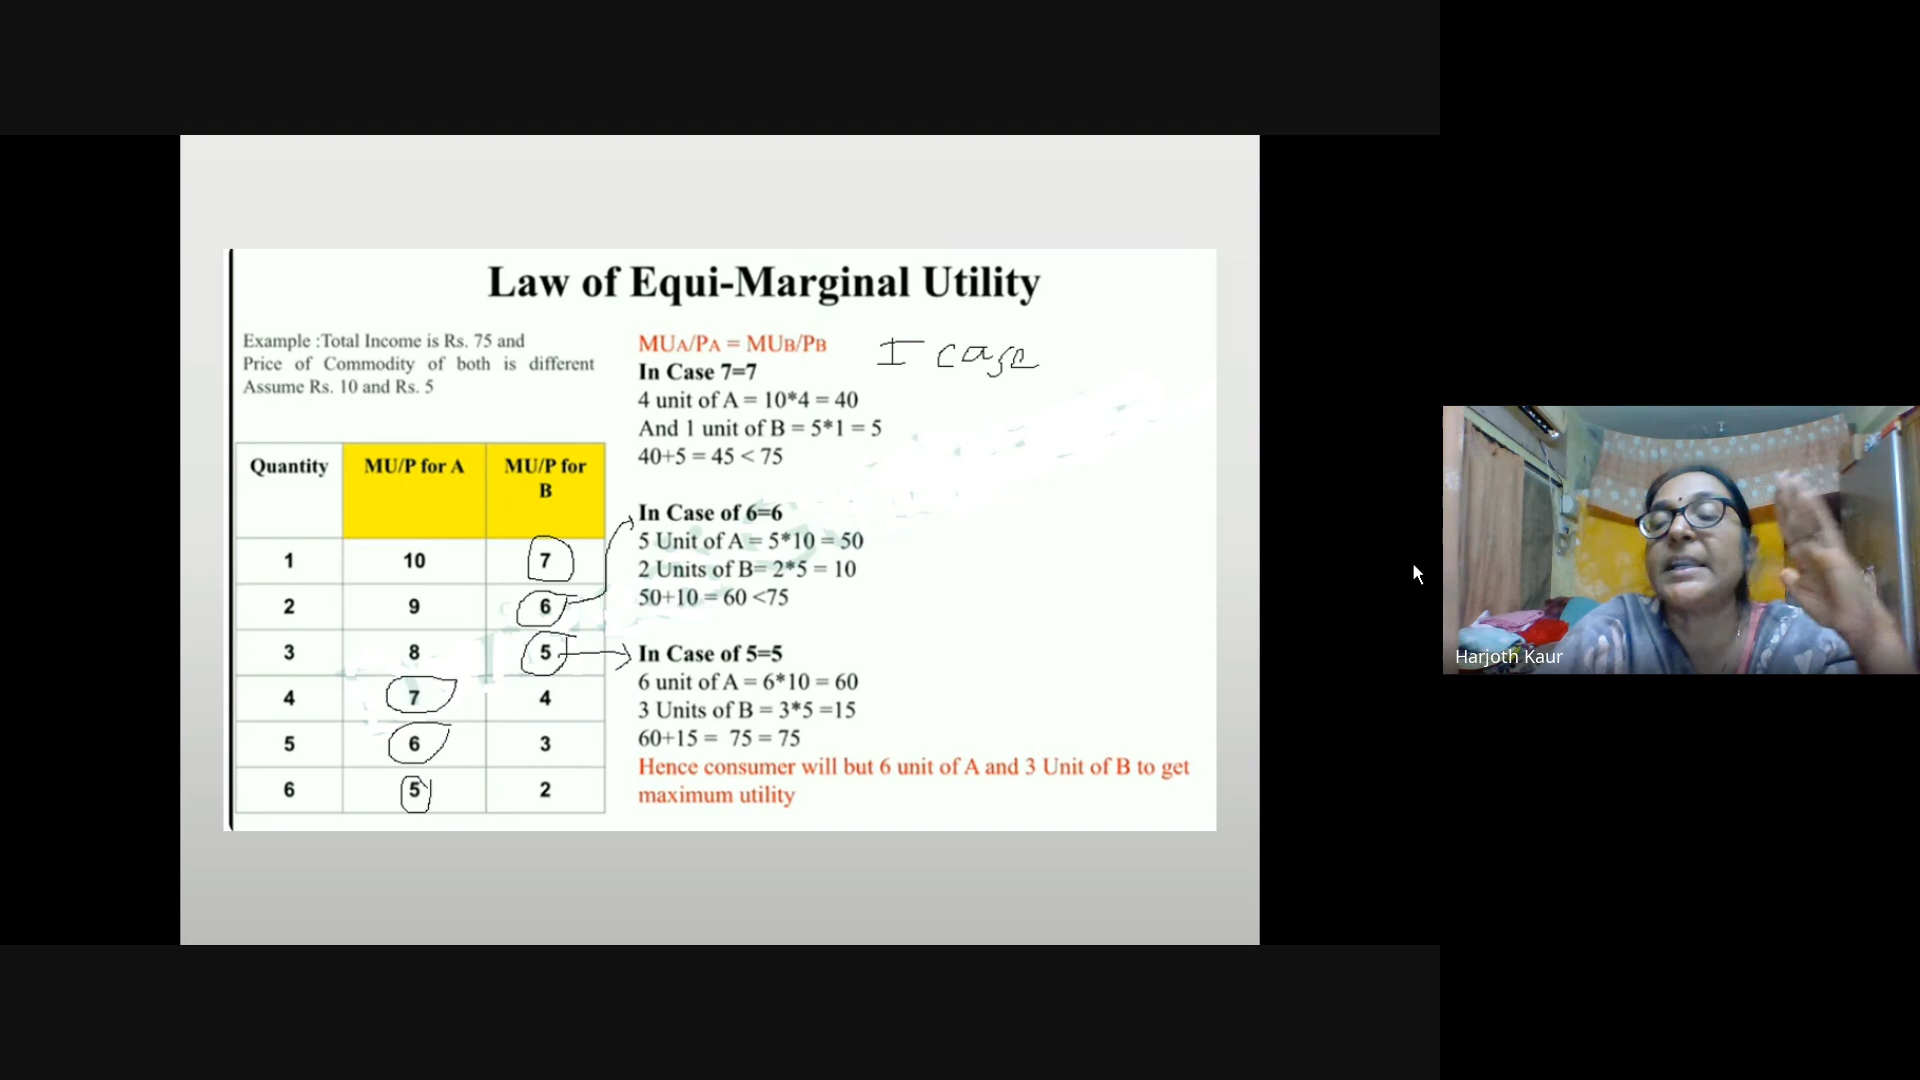 Law of Equi-Marginal Utility
Example :Total Income is Rs. 75 and
Price of Commodity of both is different
Assume Rs. 10 and Rs. 5
Quantity MU/P for A MU/P for
B
1 10 7
2 9 6
3 8 5
4 7 4
5 6 3
6 5 2
MUA/PA = MUB/PB
I case
In Case 7=7
4 unit of A = 10*4 = 40
And 1 unit of B = 5*1 = 5
40+5 = 45 < 75
In Case of 6=6
5 Unit of A = 5*10 = 50
2 Units of B= 2*5 = 10
50+10 = 60 <75
In Case of 5=5
6 unit of A = 6*10 = 60
3 Units of B = 3*5 =15
60+15 = 75 = 75
Hence consumer will but 6 unit of A and 3 Unit of B to get
maximum utility
Harjoth Kaur